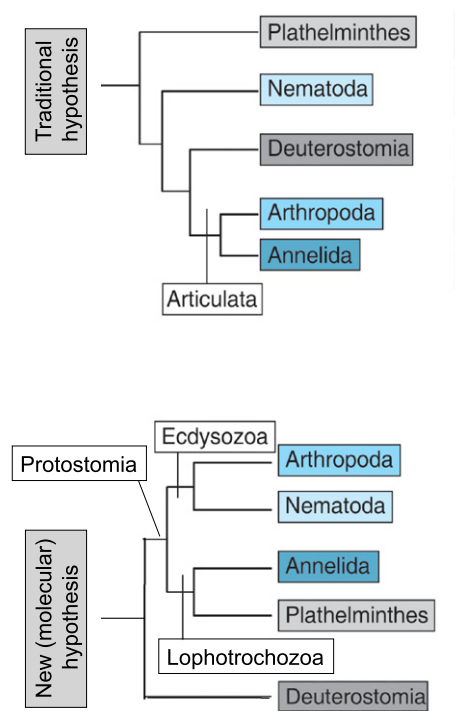 Traditional
hypothesis
Plathelminthes
Nematoda
Deuterostomia
Arthropoda
Annelida
Articulata
Ecdysozoa
Protostomia
Arthropoda
Nematoda
New (molecular)
hypothesis
Annelida
Plathelminthes
Lophotrochozoa
Deuterostomia